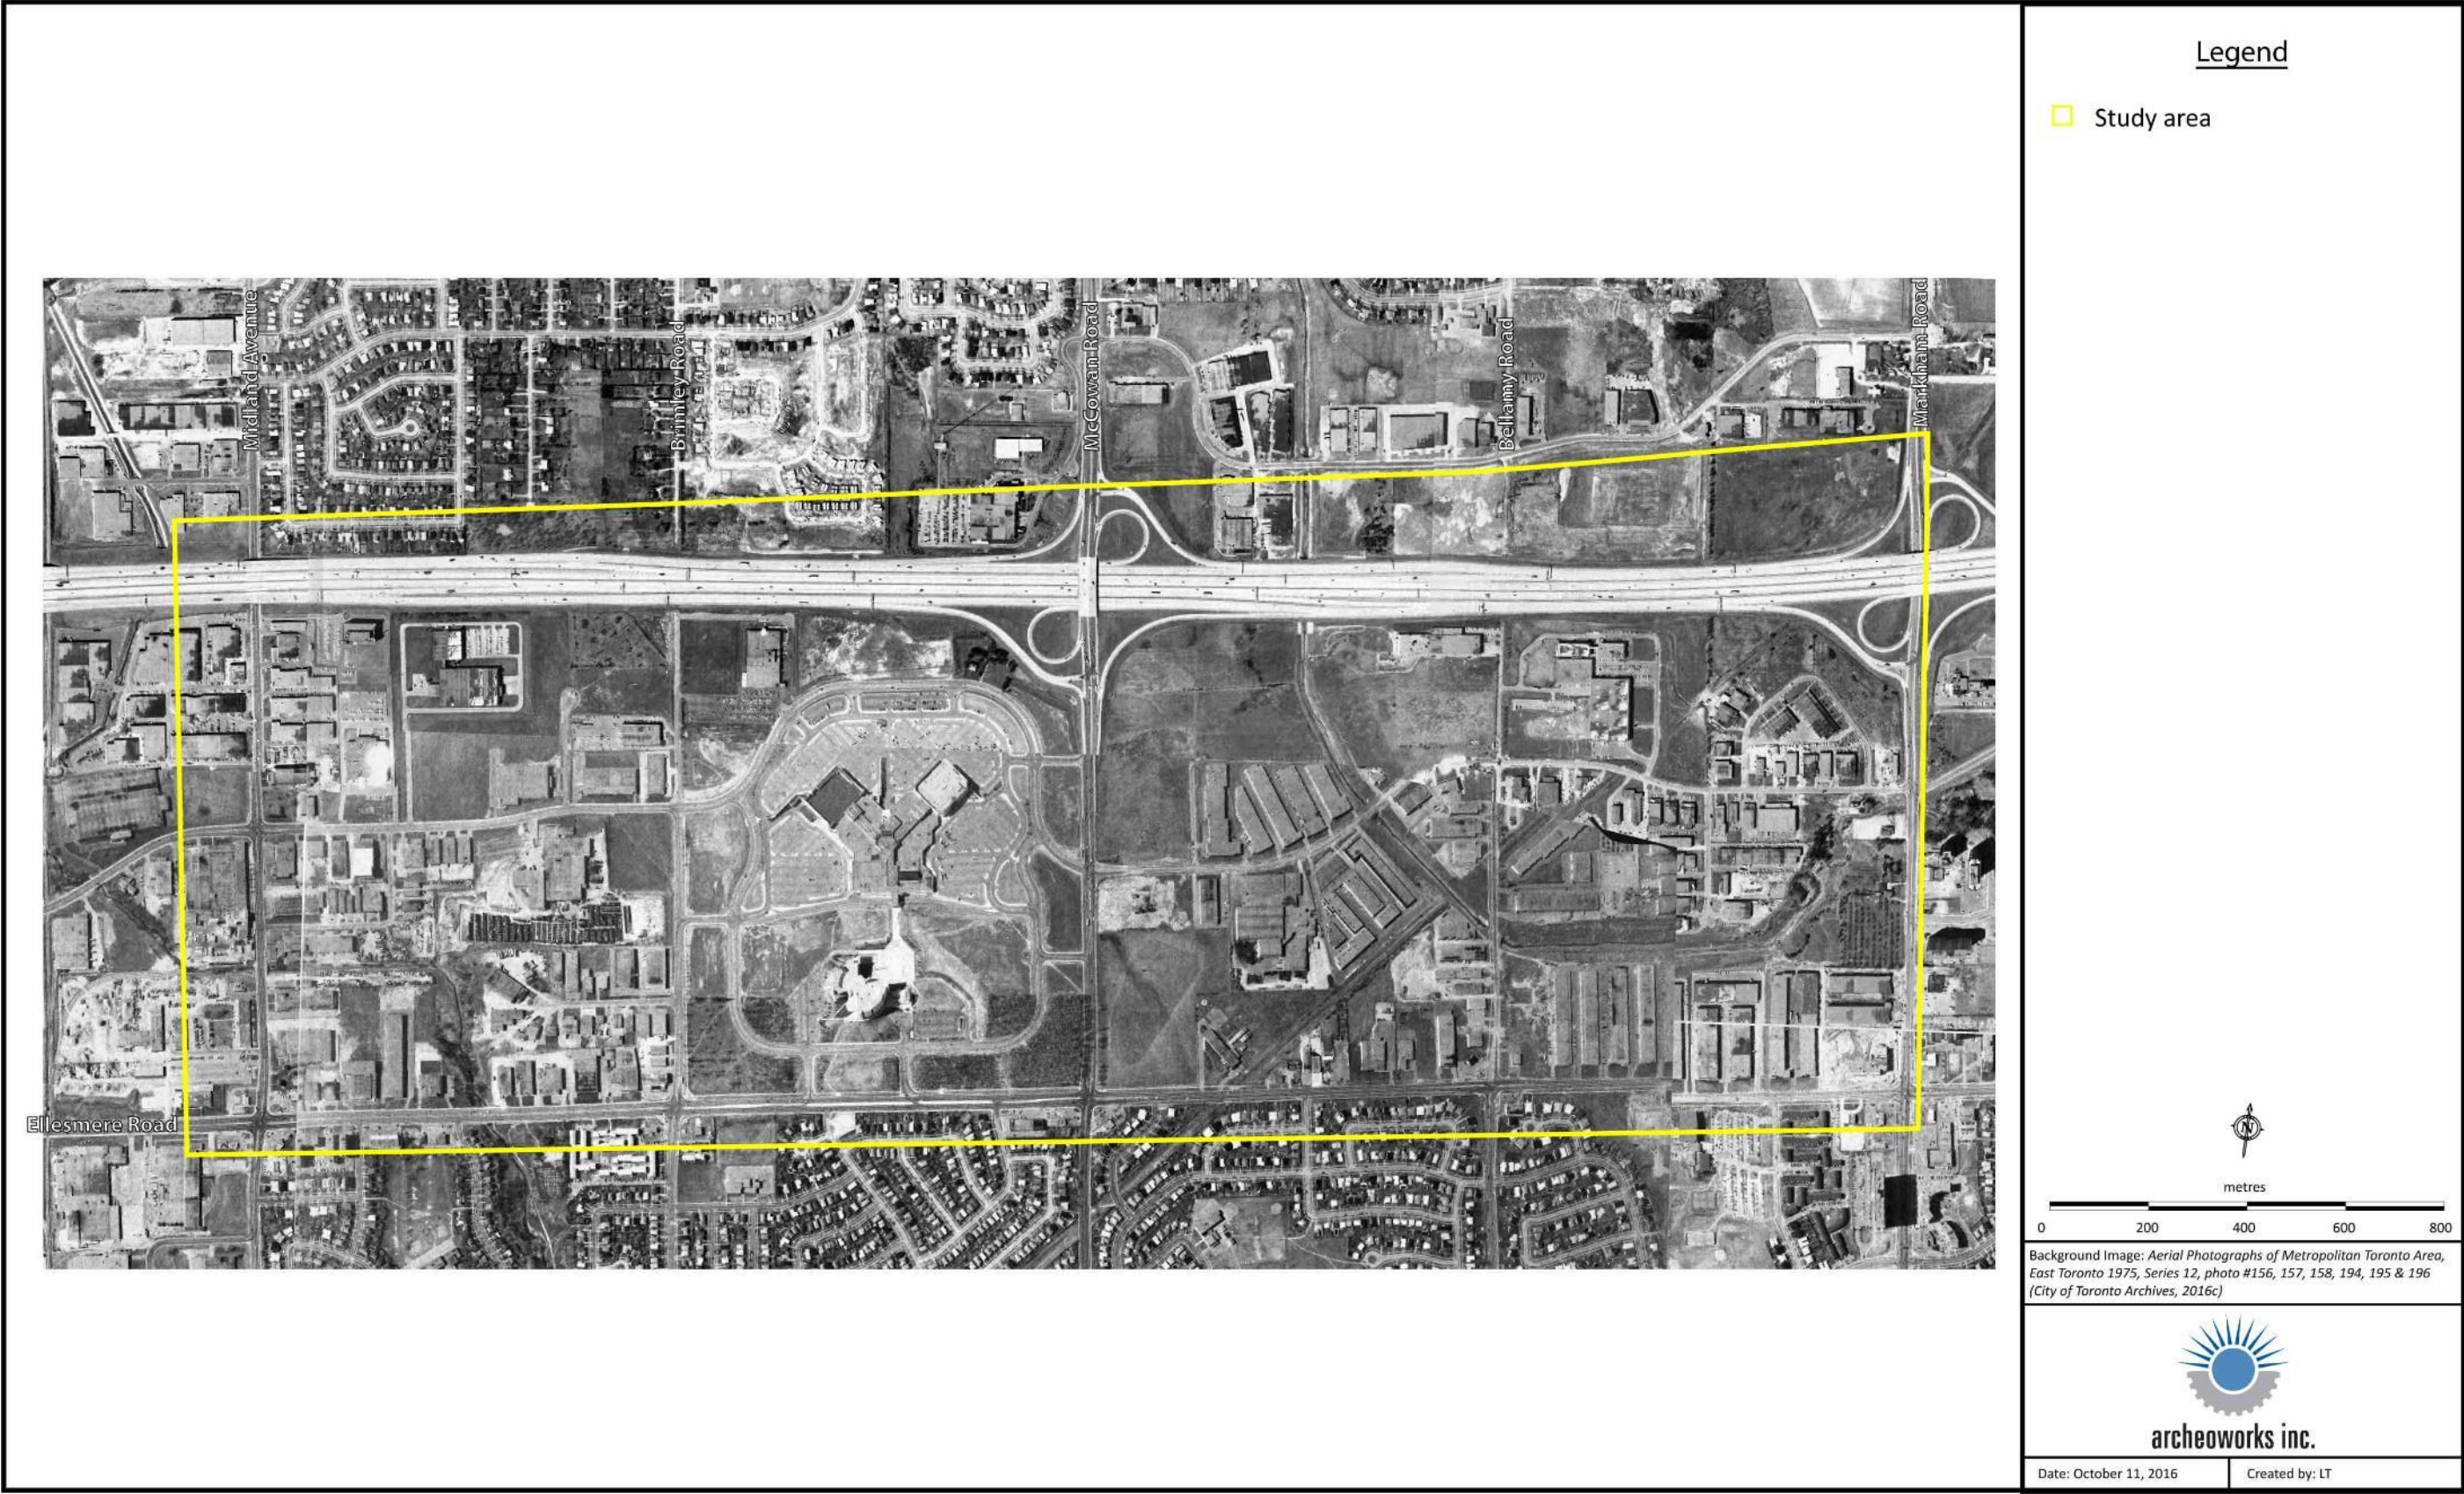 Midland Avenue
Brimley Road
McCowan Road
Bellamy Road
Markham Road
Ellesmere Road
Legend
Study area
N
metres
0 200 400 600 800
Background Image: Aerial Photographs of Metropolitan Toronto Area,
East Toronto 1975, Series 12, photo #156, 157, 158, 194, 195 & 196
(City of Toronto Archives, 2016c)
archeoworks inc.
Date: October 11, 2016
Created by: LT